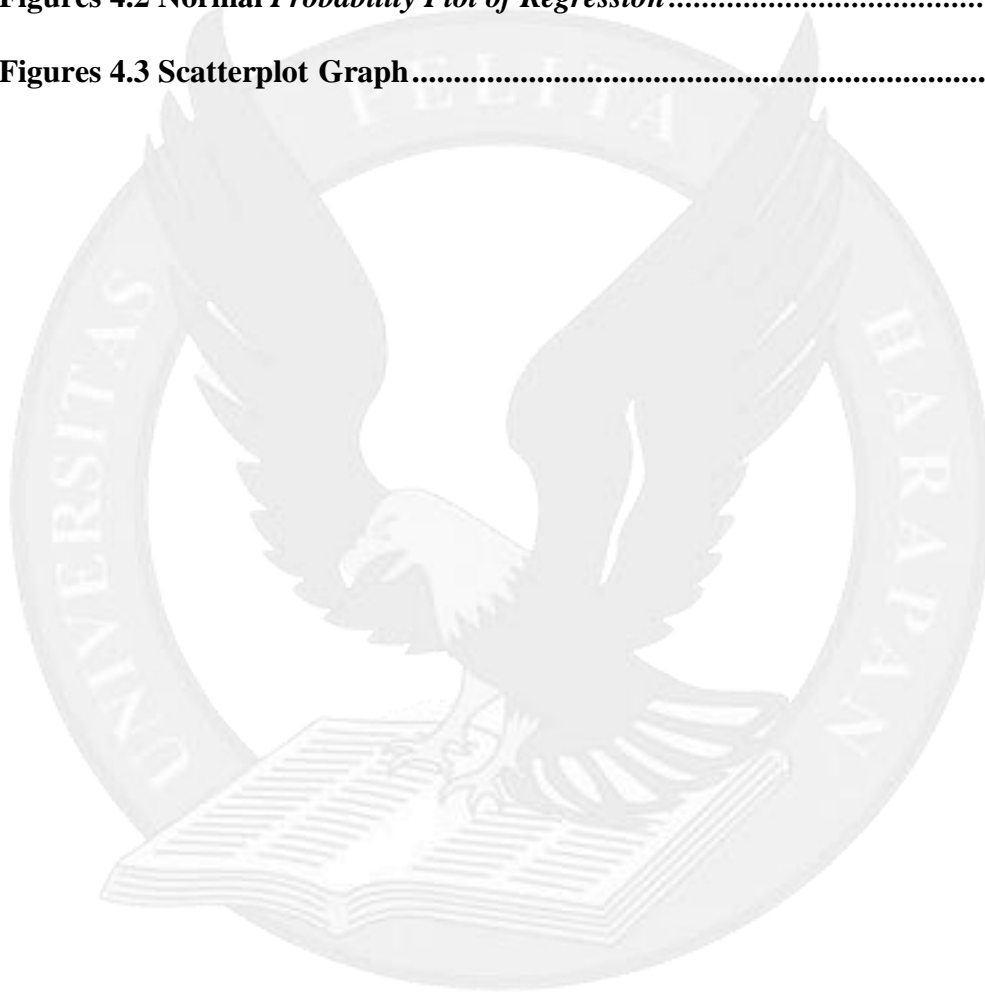 Figures 4.2 Normal Probability Plot of Regression.......................................
Figures 4.3 Scatterplot Graph......................................................................
PELITA
UNIVERSITAS
HARAPAN